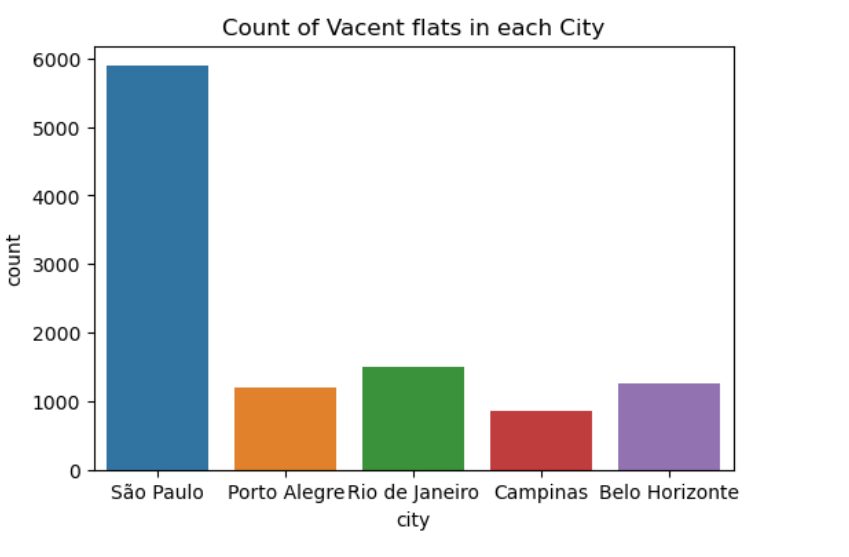 Count of Vacent flats in each City
6000
5000
4000
3000
2000
1000
0
count
São Paulo Porto Alegre Rio de Janeiro Campinas Belo Horizonte
city